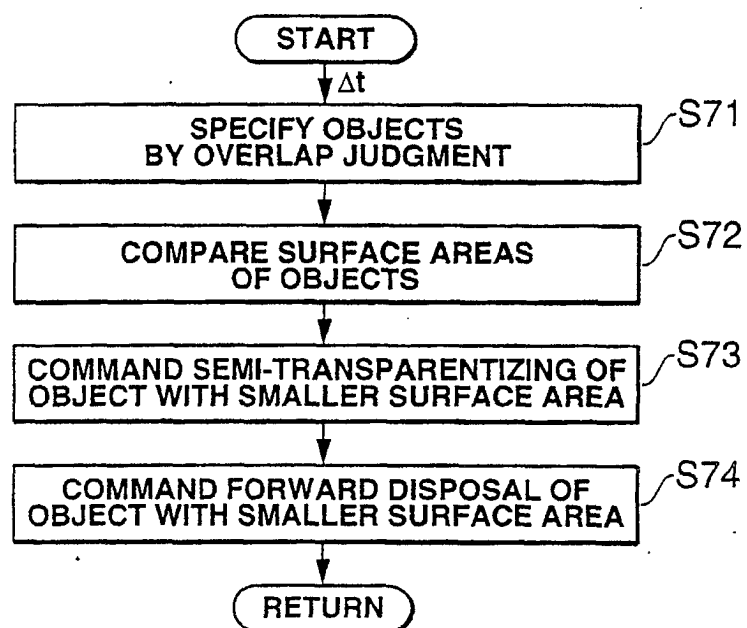 START
Δt
SPECIFY OBJECTS
BY OVERLAP JUDGMENT
S71
COMPARE SURFACE AREAS
OF OBJECTS
S72
COMMAND SEMI-TRANSPARENTIZING OF
OBJECT WITH SMALLER SURFACE AREA
S73
COMMAND FORWARD DISPOSAL OF
OBJECT WITH SMALLER SURFACE AREA
S74
RETURN